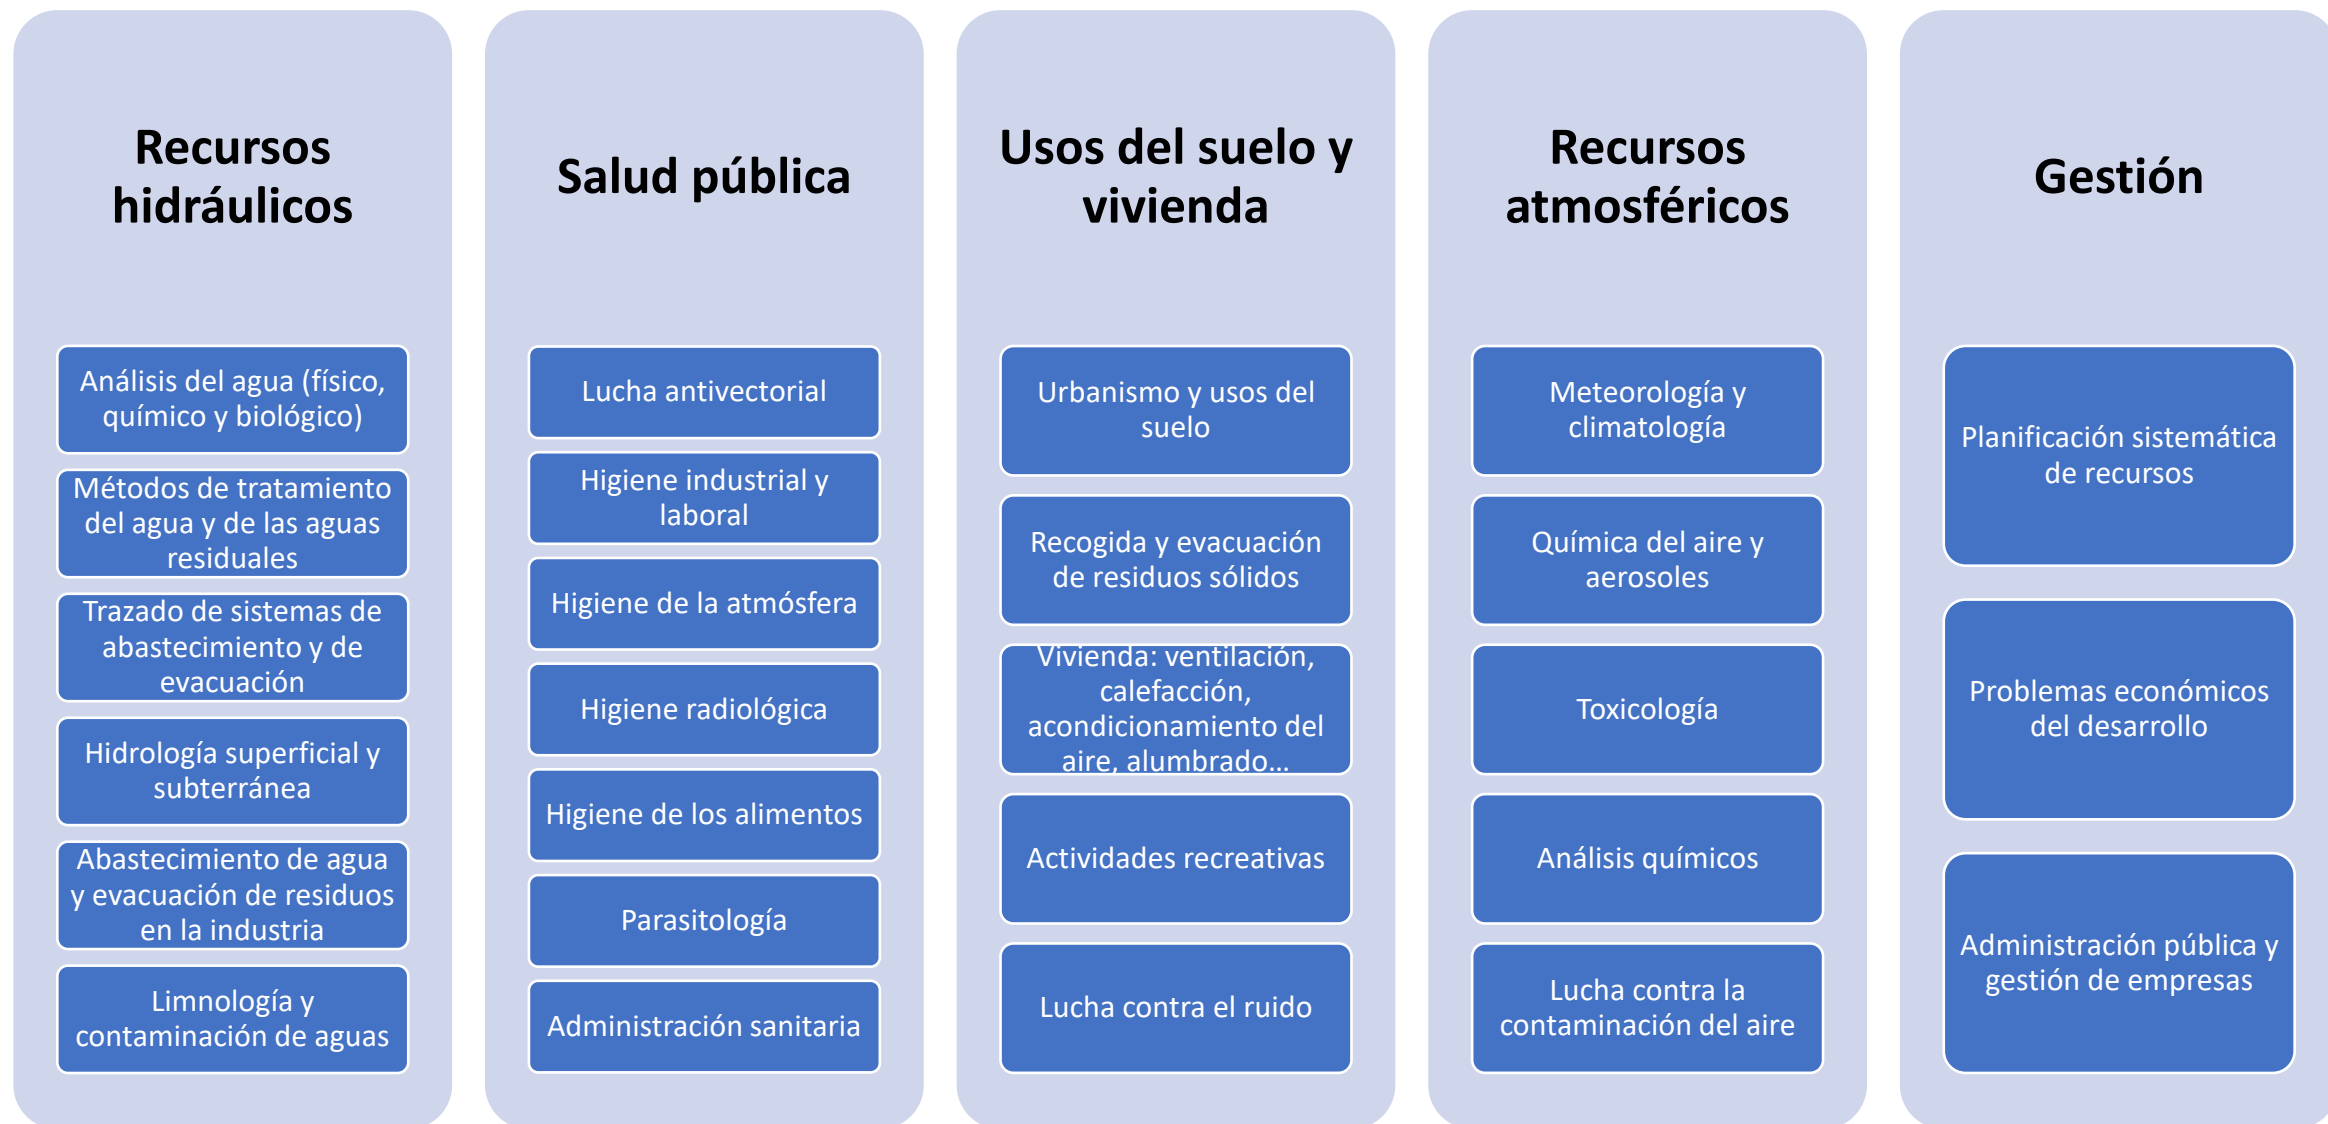 Recursos
hidráulicos
Análisis del agua (físico,
químico y biológico)
Métodos de tratamiento
del agua y de las aguas
residuales
Trazado de sistemas de
abastecimiento y de
evacuación
Hidrología superficial y
subterránea
Abastecimiento de agua
y evacuación de residuos
en la industria
Limnología y
contaminación de aguas
Salud pública
Lucha antivectorial
Higiene industrial y
laboral
Higiene de la atmósfera
Higiene radiológica
Higiene de los alimentos
Parasitología
Administración sanitaria
Usos del suelo y
vivienda
Urbanismo y usos del
suelo
Recogida y evacuación
de residuos sólidos
Vivienda: ventilación,
calefacción,
acondicionamiento del
aire, alumbrado...
Actividades recreativas
Lucha contra el ruido
Recursos
atmosféricos
Meteorología y
climatología
Química del aire y
aerosoles
Toxicología
Análisis químicos
Lucha contra la
contaminación del aire
Gestión
Planificación sistemática
de recursos
Problemas económicos
del desarrollo
Administración pública y
gestión de empresas